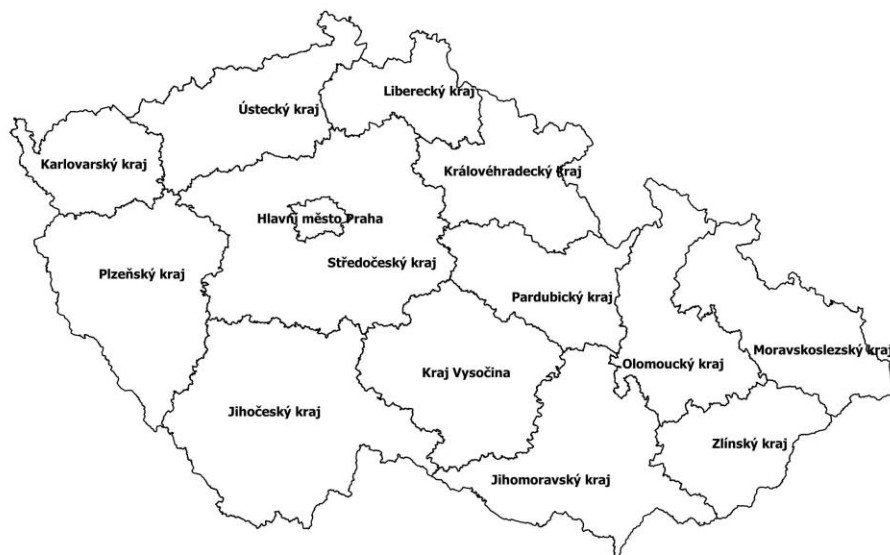 Liberecký kraj
Ústecký kraj
Karlovarský kraj
Královéhradecký kraj
Hlavní město Praha
Středočeský kraj
Plzeňský kraj
Pardubický kraj
Moravskoslezský kraj
Olomoucký kraj
Kraj Vysočina
Jihočeský kraj
Zlínský kraj
Jihomoravský kraj